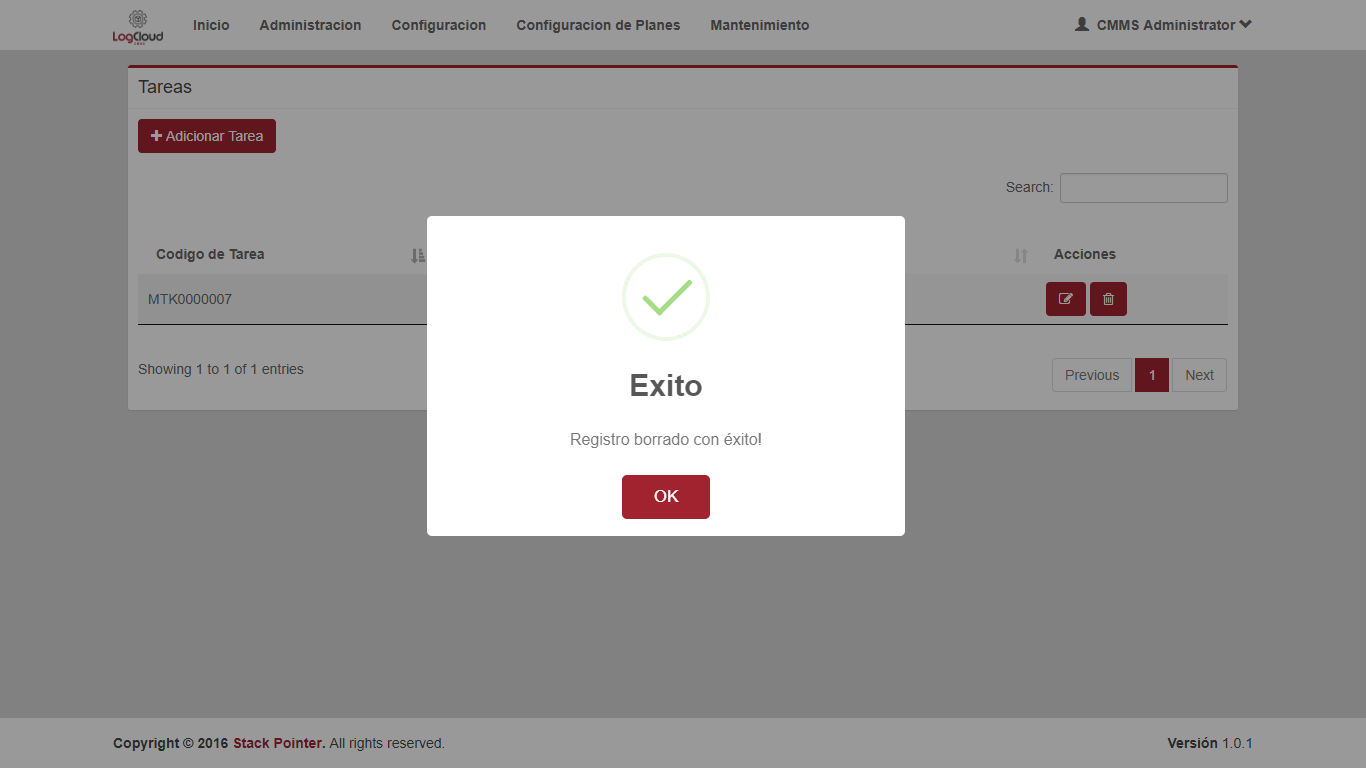 LogCloud
Inicio Administracion Configuracion Configuracion de Planes Mantenimiento CMMS Administrator
Tareas
Adicionar Tarea
Search:
Codigo de Tarea Acciones
MTK0000007
Showing 1 to 1 of 1 entries
Previous 1 Next
Exito
Registro borrado con éxito!
OK
Copyright © 2016 Stack Pointer. All rights reserved. Versión 1.0.1